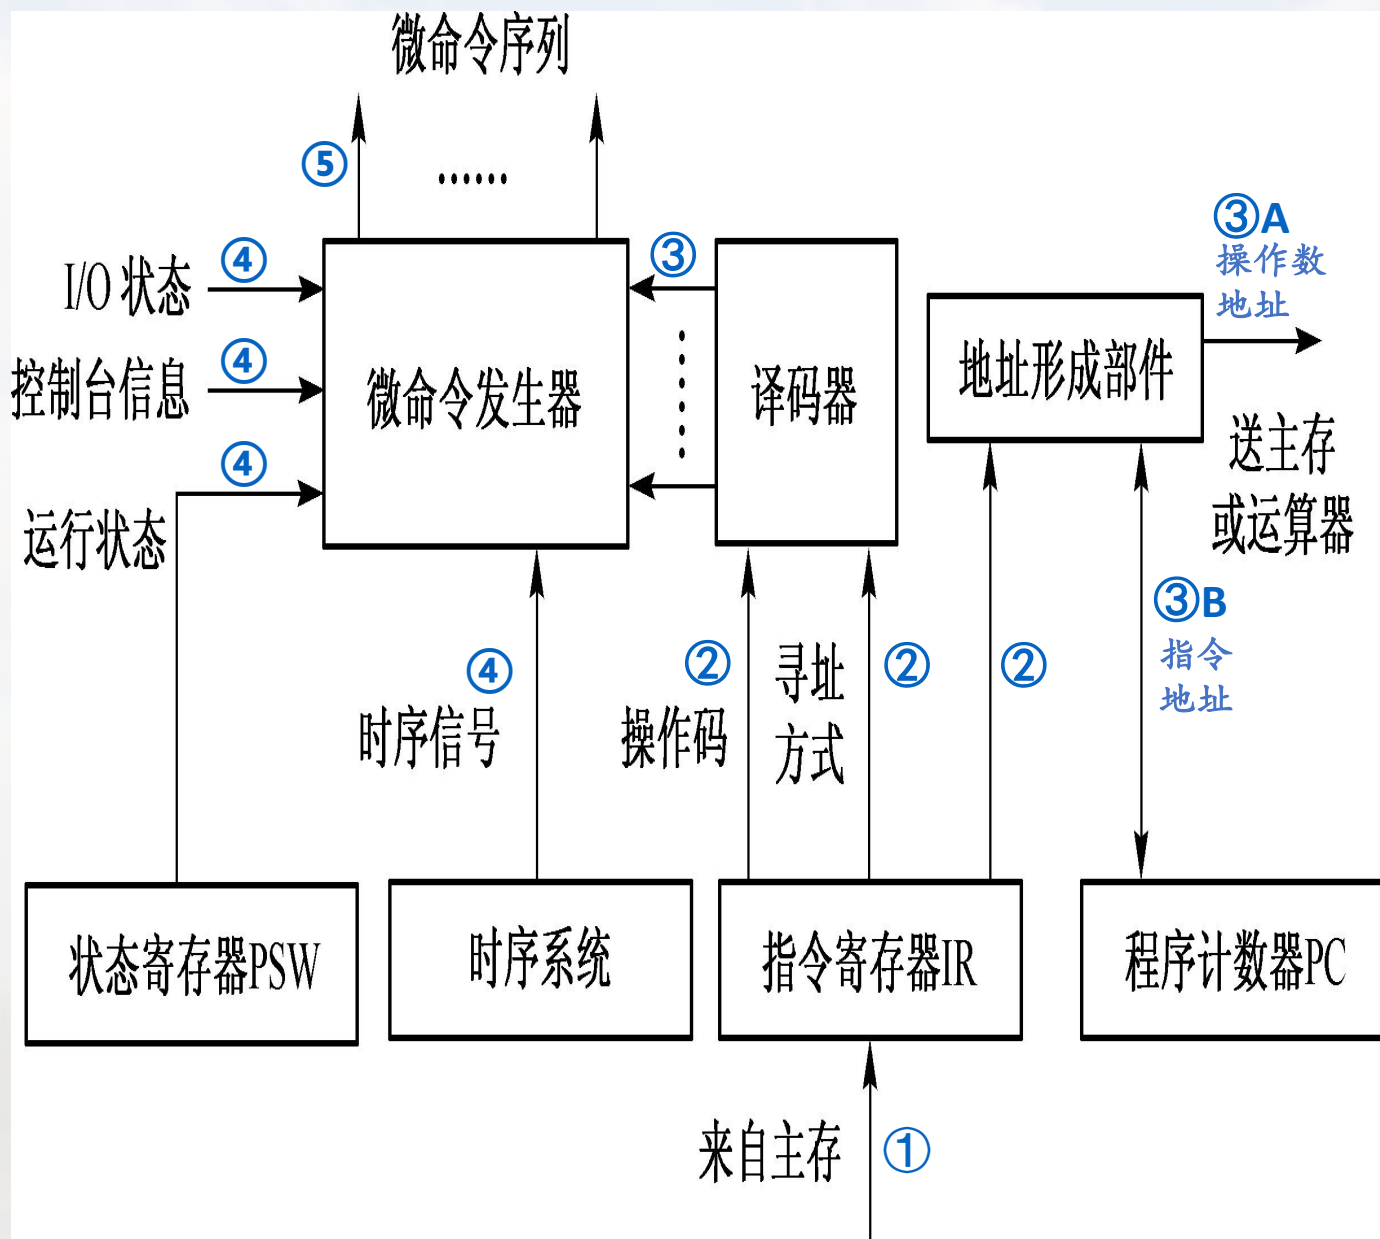 微命令序列
⑤
……
③A
操作数
地址
I/O 状态
④
③
控制台信息
④
微命令发生器
译码器
地址形成部件
送主存
或运算器
④
运行状态
③B
指令
地址
④
时序信号
②
操作码
寻址
方式
②
②
状态寄存器PSW
时序系统
指令寄存器IR
程序计数器PC
来自主存
①